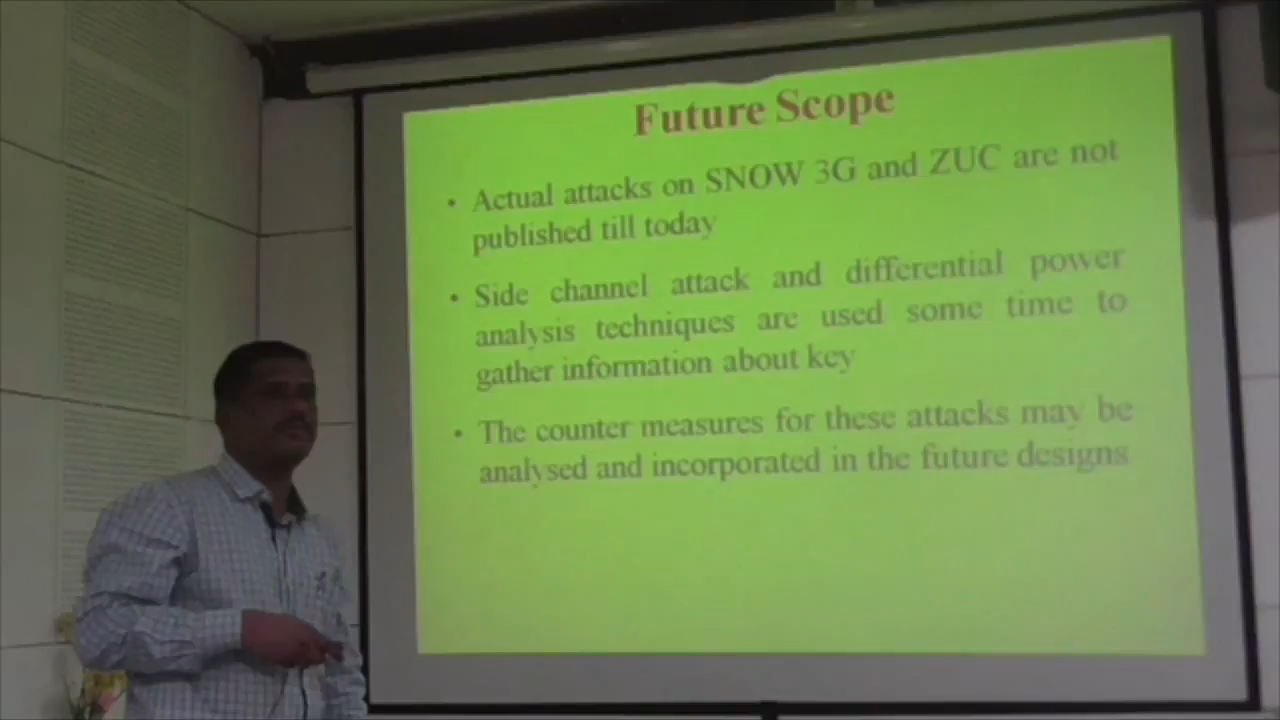 Future Scope
• Actual attacks on SNOW 3G and ZUC are not
published till today
• Side channel attack and differential power
analysis techniques are used some time to
gather information about key
• The counter measures for these attacks may be
analysed and incorporated in the future designs